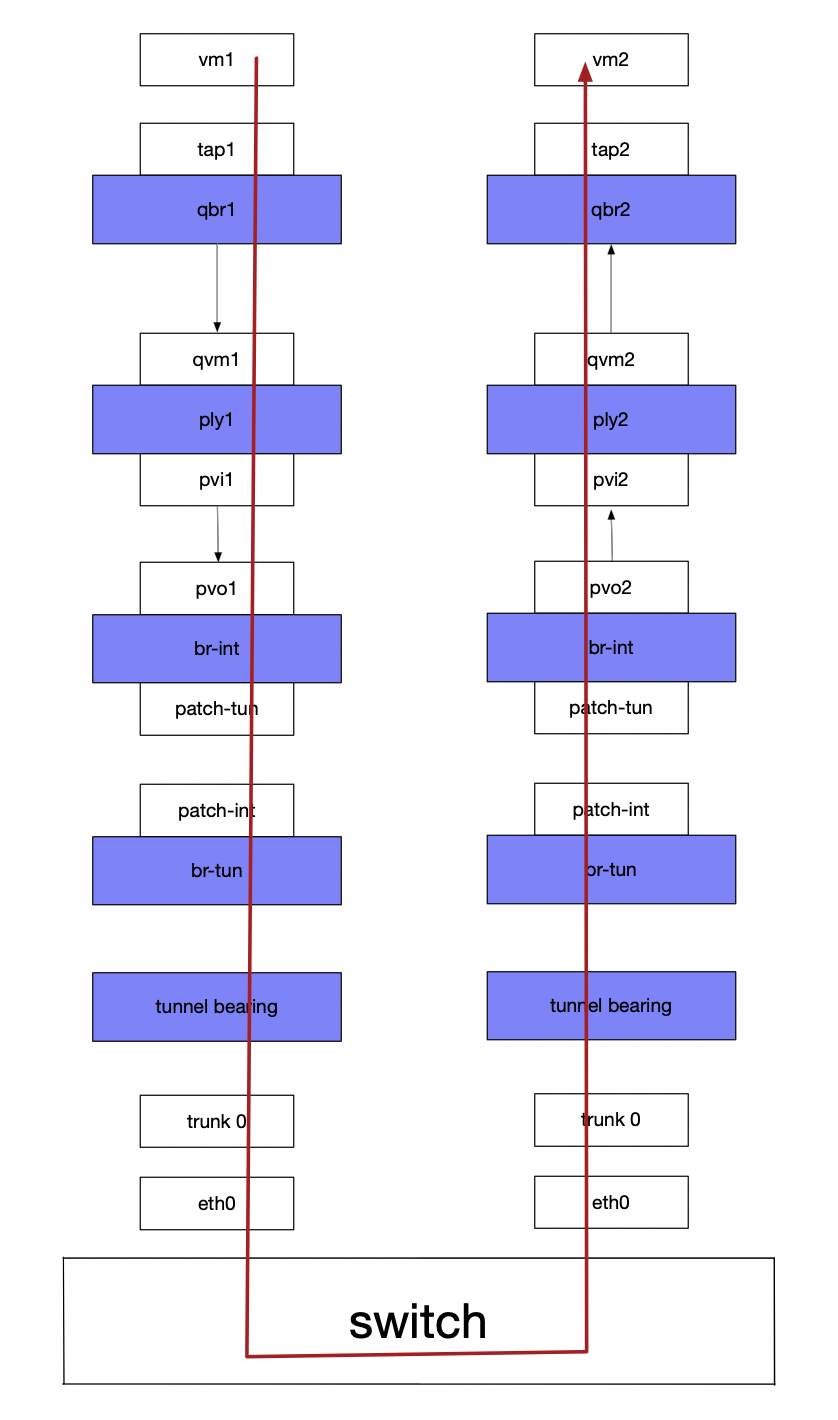 vm1
tap1
qbr1
qvm1
ply1
pvi1
pvo1
br-int
patch-tun
patch-int
br-tun
tunnel bearing
trunk 0
eth0
vm2
tap2
qbr2
qvm2
ply2
pvi2
pvo2
br-int
patch-tun
patch-int
br-tun
tunnel bearing
trunk 0
eth0
switch